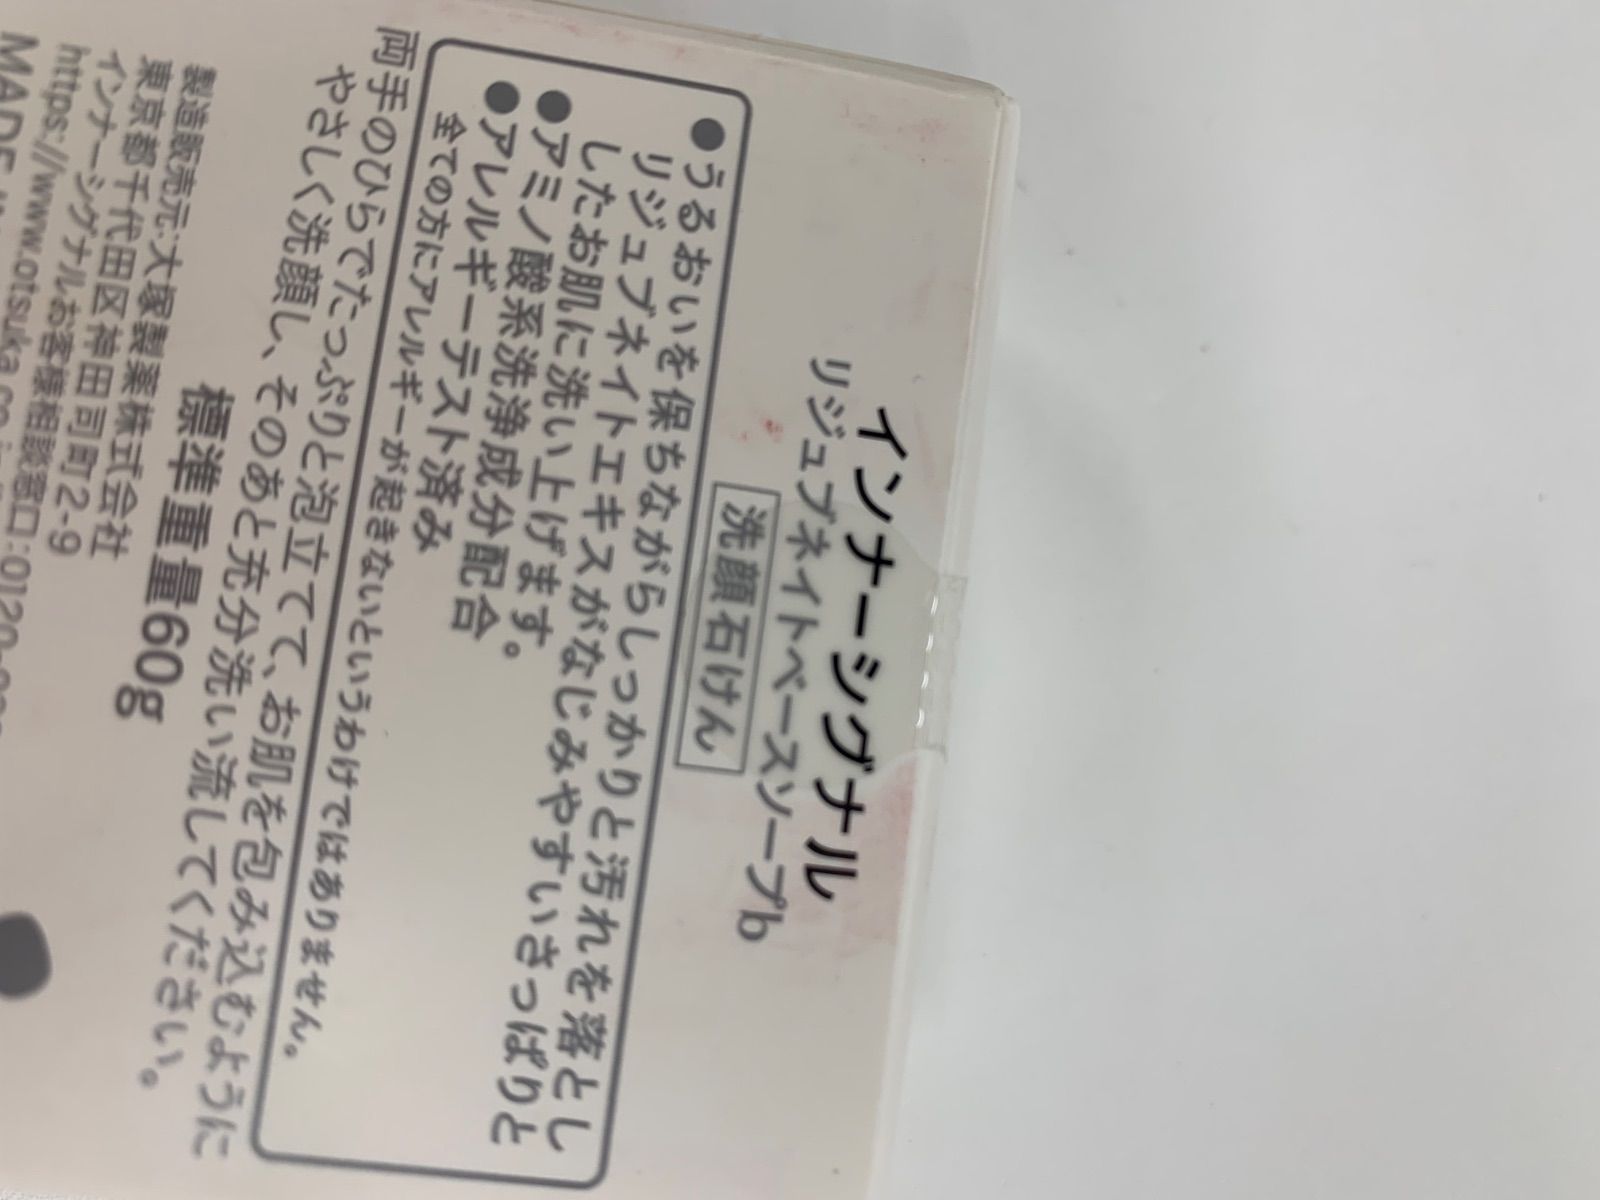 インナーシグナル
リジュブネイトベースソープb
洗顔石けん
●うるおいを保ちながらしっかりと汚れを落とし
リジュブネイトエキスがなじみやすいさっぱりと
したお肌に洗い上げます。
●アミノ酸系洗浄成分配合
●アレルギーテスト済み
全ての方にアレルギーが起きないというわけではありません。
両手のひらでたっぷりと泡立てて、お肌を包み込むように
やさしく洗顔し、そのあと充分洗い流してください。
標準重量60g
製造販売元:大塚製薬株式会社
東京都千代田区神田司町2-9
インナーシグナルお客様相談窓口:0120-
https://www.otsuka.co.
MADE